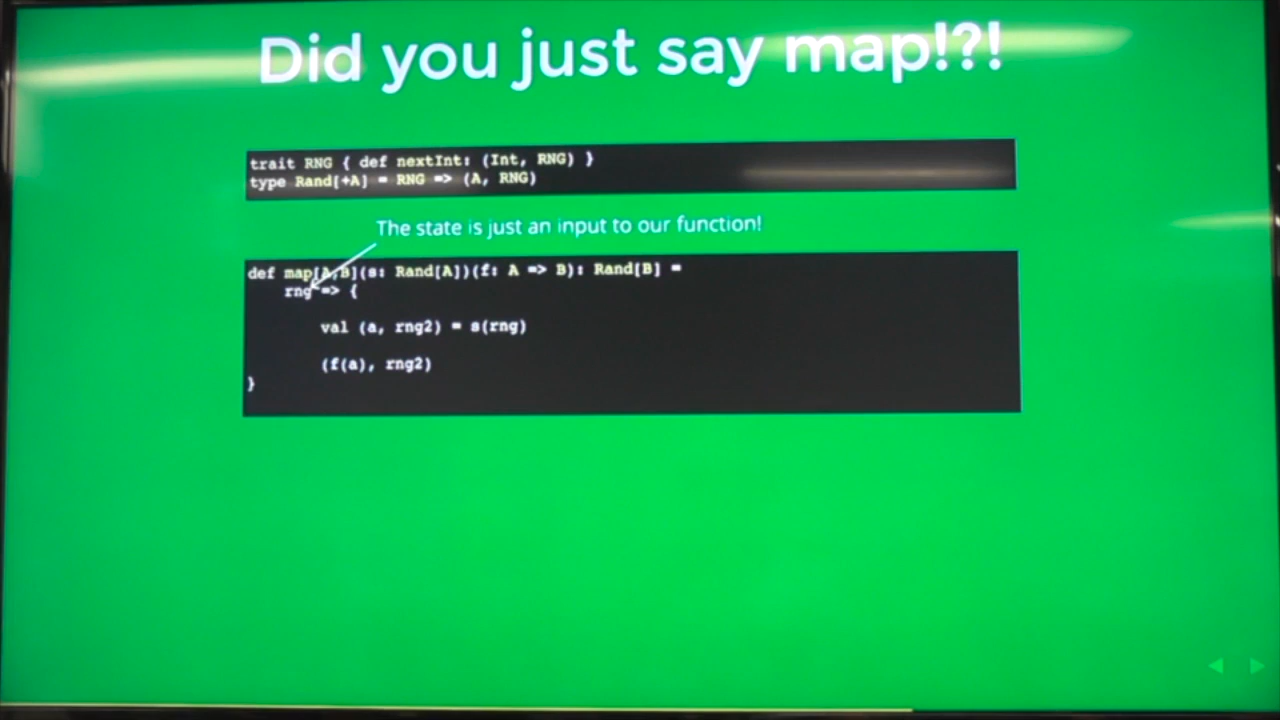 Did you just say map!?!
trait RNG { def nextInt: (Int, RNG) }
type Rand[+A] = RNG => (A, RNG)
The state is just an input to our function!
def map[A,B](s: Rand[A])(f: A => B): Rand[B] =
rng => {
val (a, rng2) = s(rng)
(f(a), rng2)
}